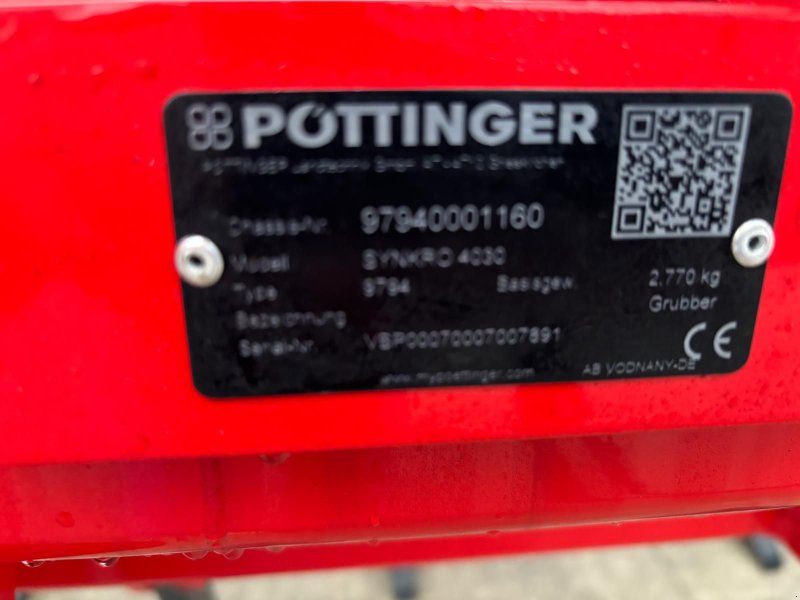 PÖTTINGER
Chassis-Nr. 97940001160
Modell SYNKRO 4030
Type 9794 Basisgew. 2.770 kg
Bezeichnung Grubber
Serial-Nr. VBP00070007007691
www.mypoettinger.com AB VODNANY-DE
CE